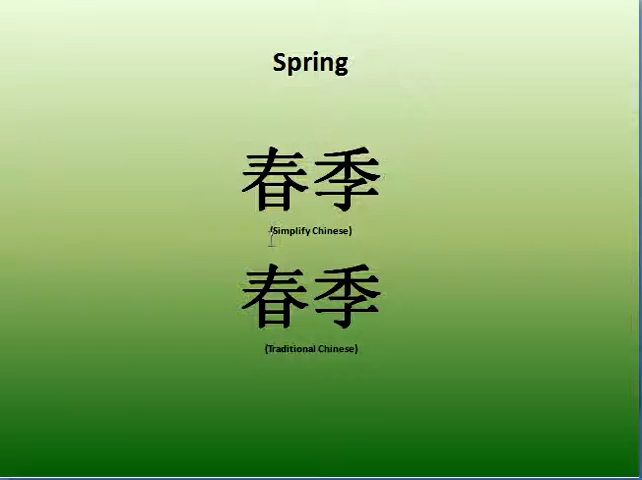 Spring
春季
(Simplify Chinese)
春季
(Traditional Chinese)